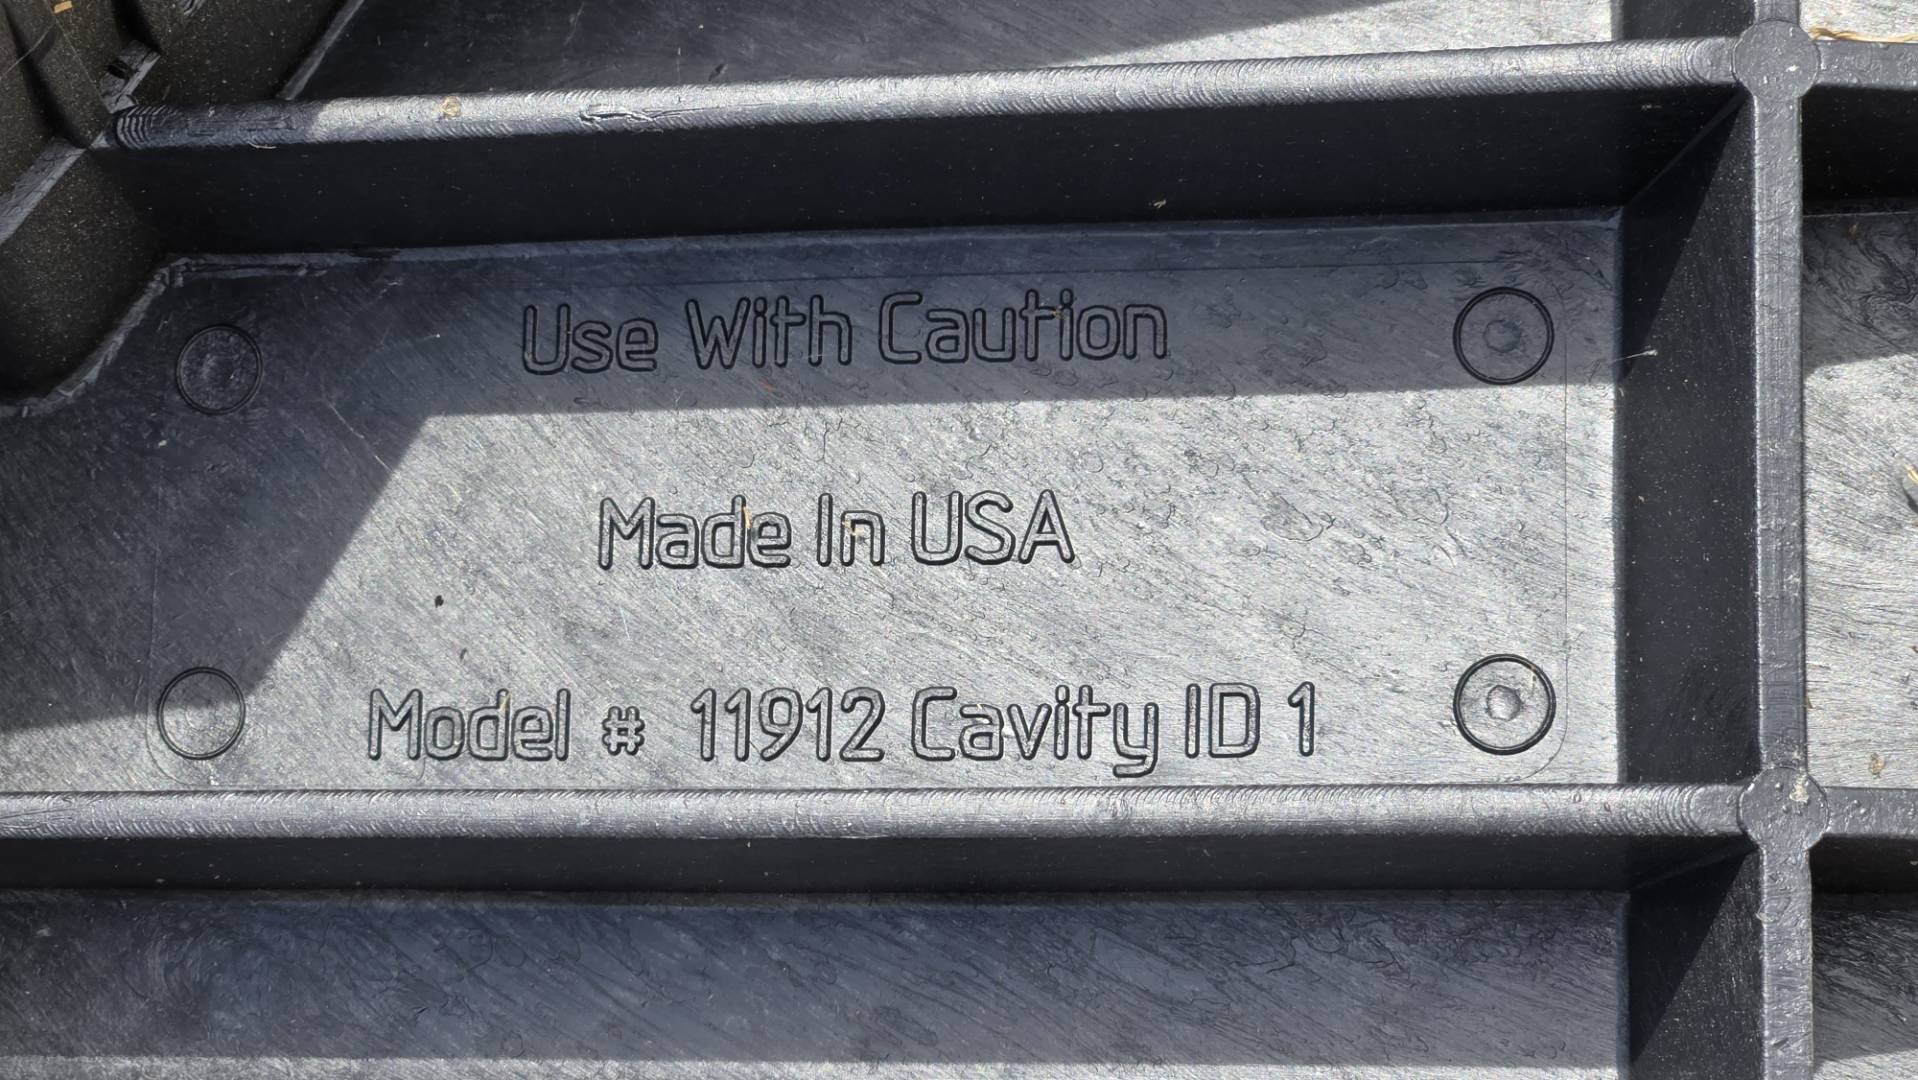 Use With Caution
Made In USA
Model # 11912 Cavity ID 1